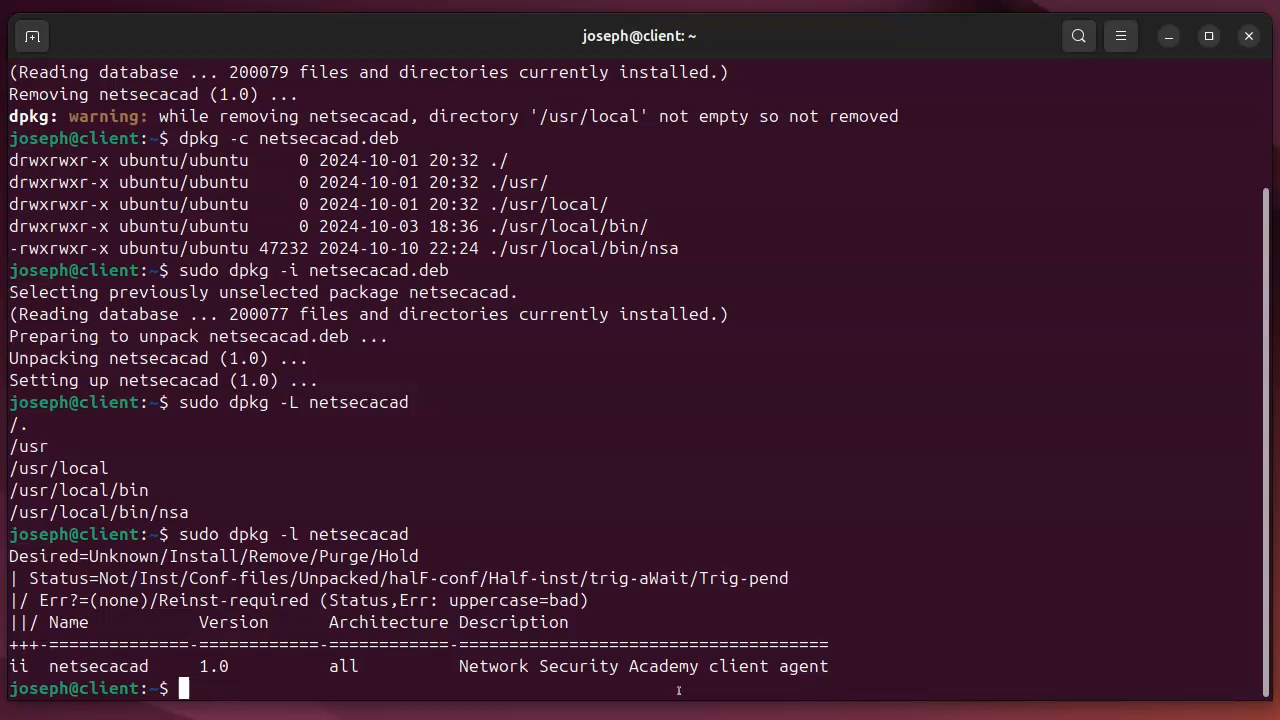 joseph@client: ~
(Reading database ... 200079 files and directories currently installed.)
Removing netsecacad (1.0) ...
dpkg: warning: while removing netsecacad, directory '/usr/local' not empty so not removed
joseph@client:~$ dpkg -c netsecacad.deb
drwxrwxr-x ubuntu/ubuntu     0 2024-10-01 20:32 ./
drwxrwxr-x ubuntu/ubuntu     0 2024-10-01 20:32 ./usr/
drwxrwxr-x ubuntu/ubuntu     0 2024-10-01 20:32 ./usr/local/
drwxrwxr-x ubuntu/ubuntu     0 2024-10-03 18:36 ./usr/local/bin/
-rwxrwxr-x ubuntu/ubuntu 47232 2024-10-10 22:24 ./usr/local/bin/nsa
joseph@client:~$ sudo dpkg -i netsecacad.deb
Selecting previously unselected package netsecacad.
(Reading database ... 200077 files and directories currently installed.)
Preparing to unpack netsecacad.deb ...
Unpacking netsecacad (1.0) ...
Setting up netsecacad (1.0) ...
joseph@client:~$ sudo dpkg -L netsecacad
/.
/usr
/usr/local
/usr/local/bin
/usr/local/bin/nsa
joseph@client:~$ sudo dpkg -l netsecacad
Desired=Unknown/Install/Remove/Purge/Hold
| Status=Not/Inst/Conf-files/Unpacked/halF-conf/Half-inst/trig-aWait/Trig-pend
|/ Err?=(none)/Reinst-required (Status,Err: uppercase=bad)
||/ Name           Version      Architecture Description
+++-==============-============-============-=====================================
ii  netsecacad     1.0          all          Network Security Academy client agent
joseph@client:~$